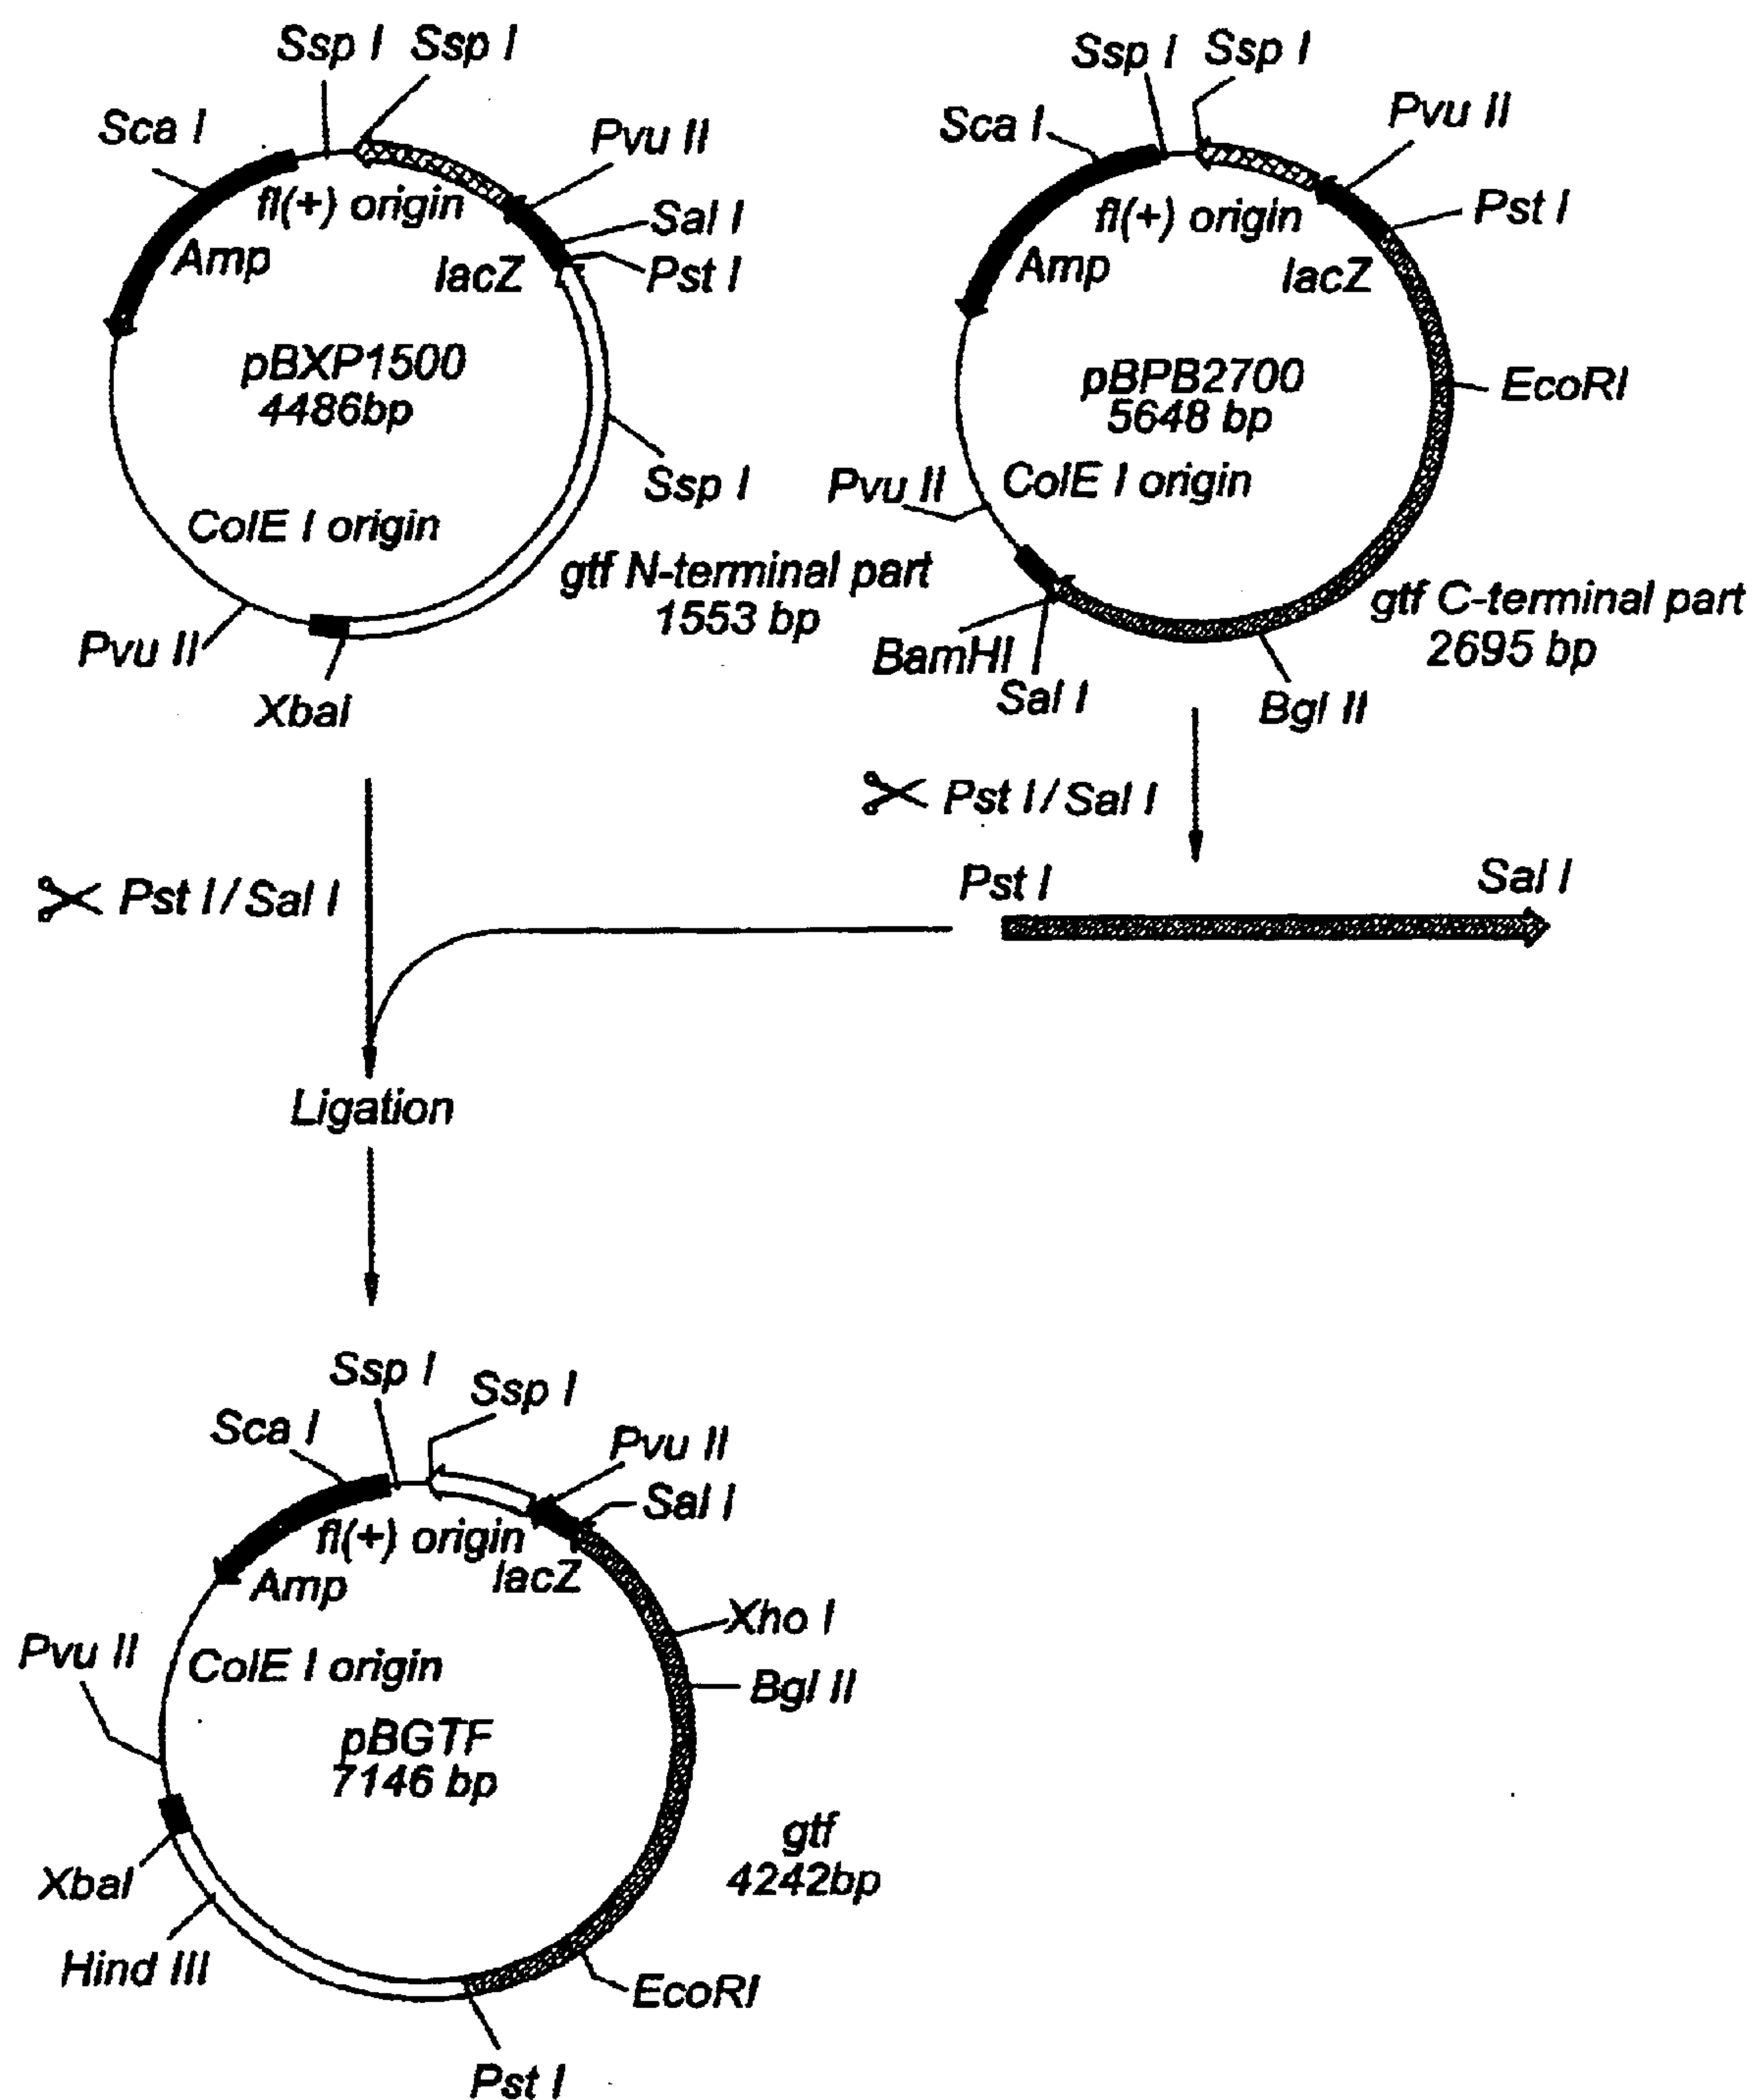 Ssp I Ssp I
Sca I
Pvu II
fl(+) origin
Sal I
Amp
lacZ
Pst I
pBXP1500
4486bp
Ssp I
ColE I origin
gtf N-terminal part
1553 bp
Pvu II
XbaI
Ssp I Ssp I
Sca I
Pvu II
Pst I
fl(+) origin
Amp
lacZ
pBPB2700
5648 bp
EcoRI
Pvu II
ColE I origin
gtf C-terminal part
2695 bp
BamHI
Sal I
Bgl II
Pst I / Sal I
Pst I / Sal I
Pst I
Sal I
Ligation
Ssp I
Ssp I
Sca I
Pvu II
Sal I
fl(+) origin
Amp
lacZ
Xho I
Pvu II
ColE I origin
Bgl II
pBGTF
7146 bp
gtf
4242bp
XbaI
Hind III
EcoRI
Pst I